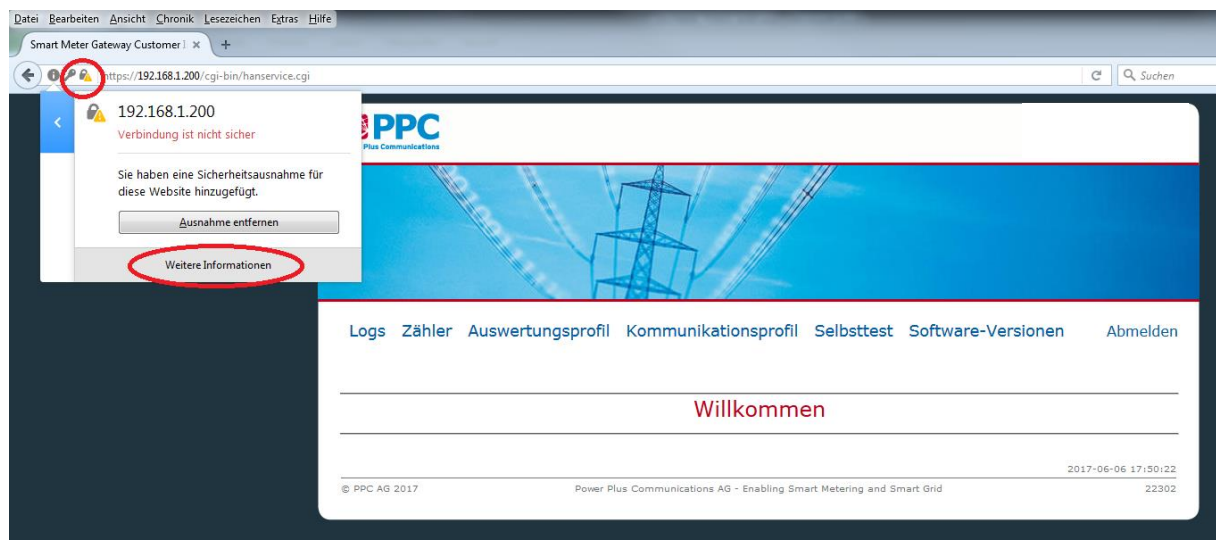 Datei Bearbeiten Ansicht Chronik Lesezeichen Extras Hilfe
Smart Meter Gateway Customer
https://192.168.1.200/cgi-bin/hanservice.cgi
Suchen
192.168.1.200
Verbindung ist nicht sicher
Sie haben eine Sicherheitsausnahme für
diese Website hinzugefügt.
Ausnahme entfernen
Weitere Informationen
PPC
Plus Communications
Logs Zähler Auswertungsprofil Kommunikationsprofil Selbsttest Software-Versionen Abmelden
Willkommen
2017-06-06 17:50:22
© PPC AG 2017 Power Plus Communications AG - Enabling Smart Metering and Smart Grid 22302